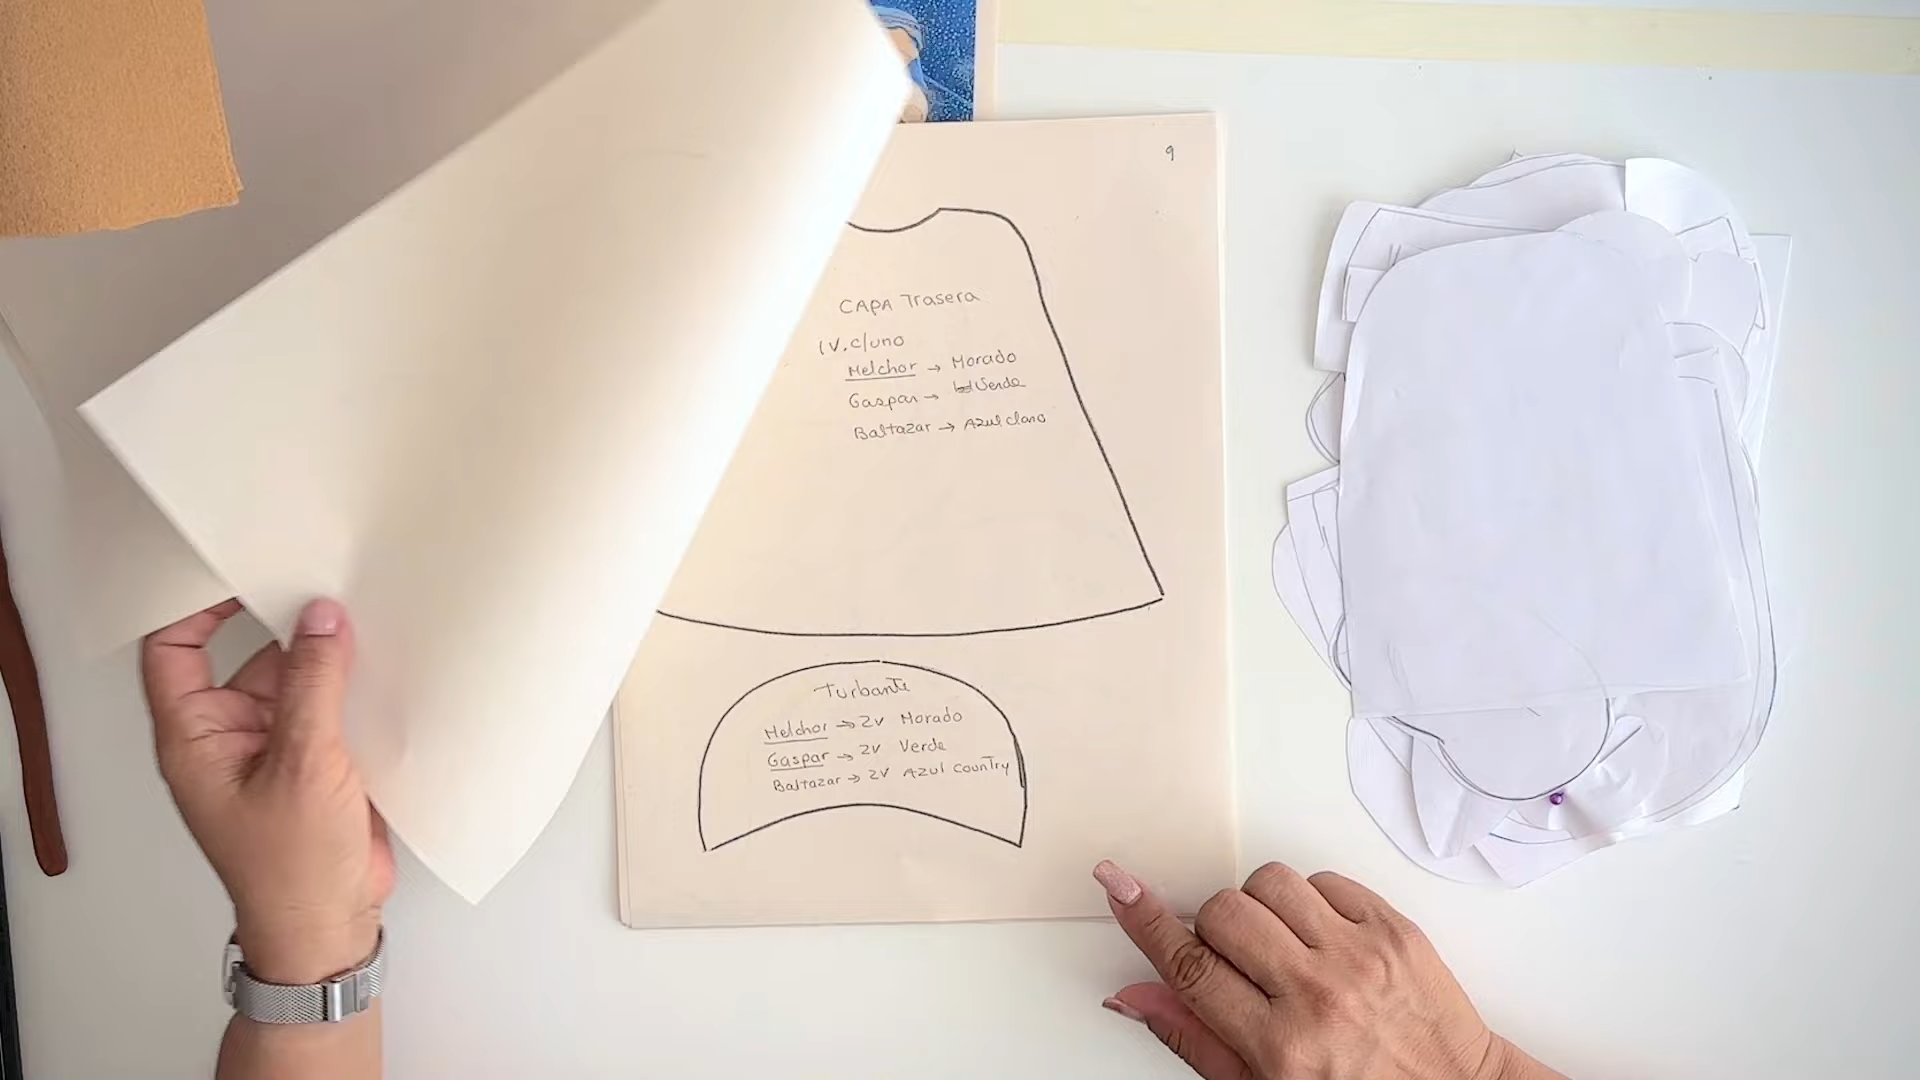 9
CAPA Trasera
1V. c/uno
Melchor → Morado
Gaspar → Verde
Baltazar → Azul claro
Turbante
Melchor → 2V Morado
Gaspar → 2V Verde
Baltazar → 2V Azul country